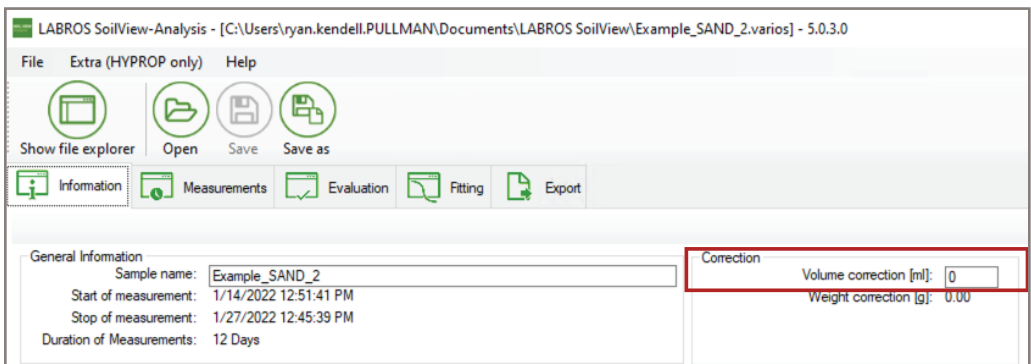 LABROS SoilView-Analysis - [C:\Users\ryan.kendell.PULLMAN\Documents\LABROS SoilView\Example_SAND_2.varios] - 5.0.3.0
File Extra (HYPROP only) Help
Show file explorer Open Save Save as
Information Measurements Evaluation Fitting Export
General Information
Sample name: Example_SAND_2
Start of measurement: 1/14/2022 12:51:41 PM
Stop of measurement: 1/27/2022 12:45:39 PM
Duration of Measurements: 12 Days
Correction
Volume correction [ml]: 0
Weight correction [g]: 0.00